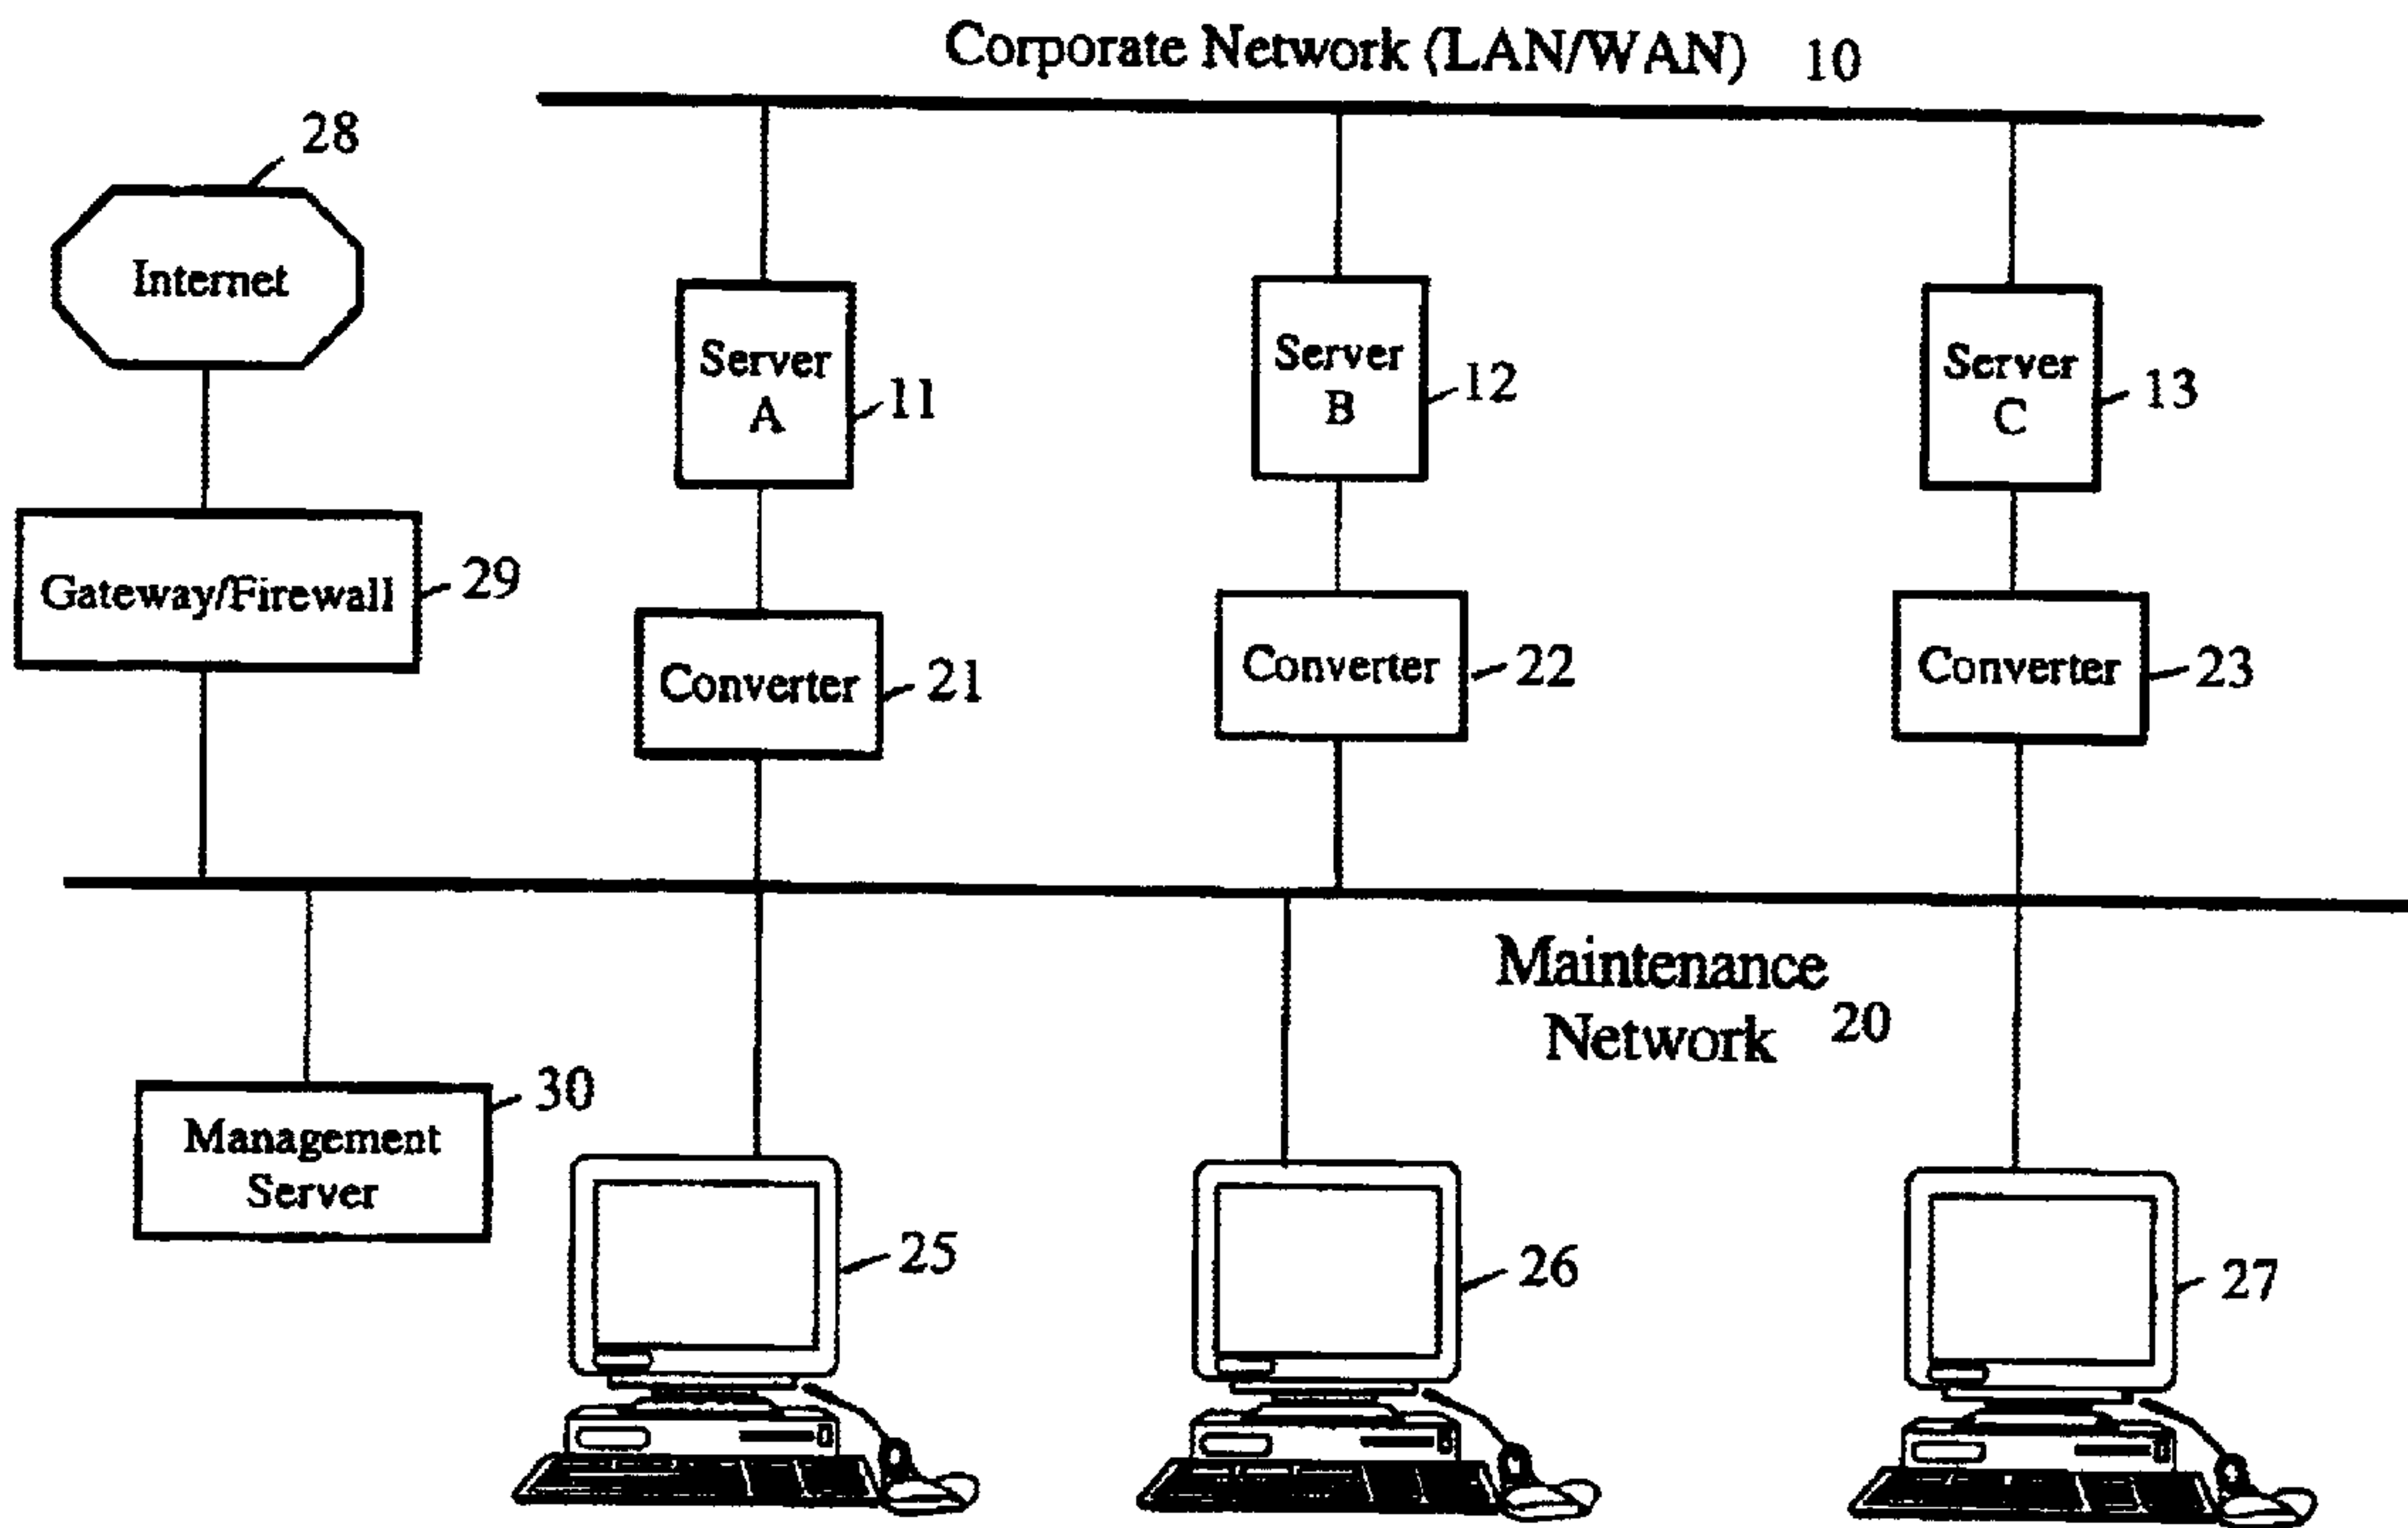 Corporate Network (LAN/WAN) 10
28
Internet
Server
A
11
Server
B
12
Server
C
13
Gateway/Firewall
29
Converter
21
Converter
22
Converter
23
Maintenance
Network 20
Management
Server
30
25
26
27